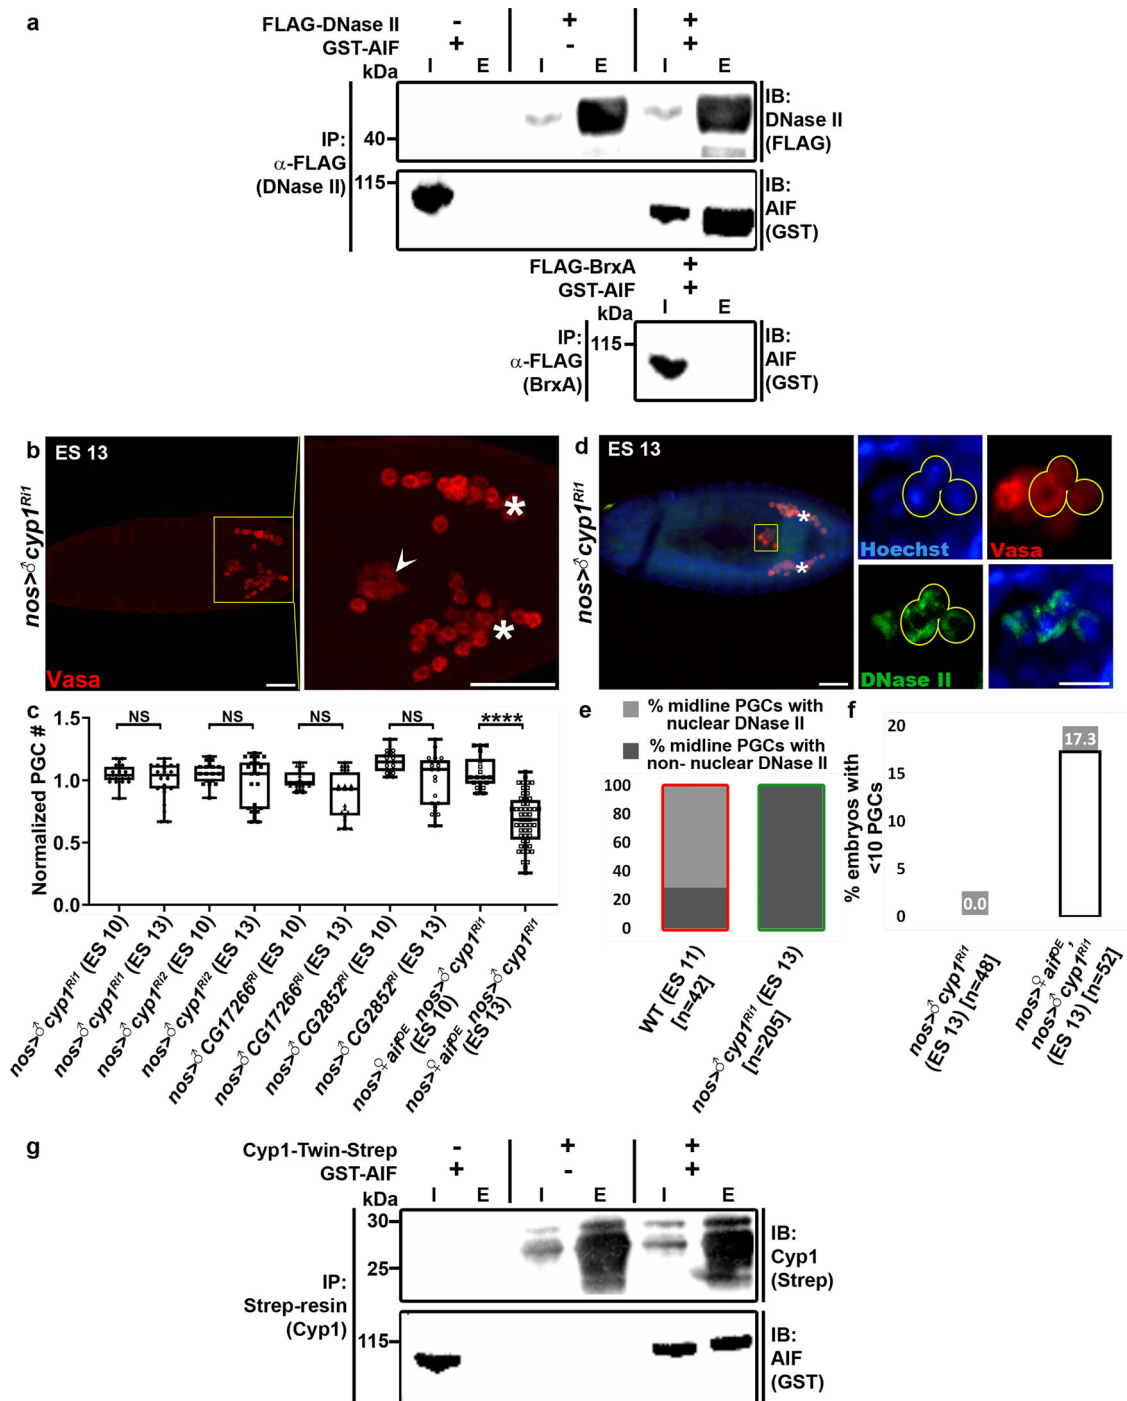 a
FLAG-DNase II - + +
GST-AIF + - +
kDa I E I E I E
40
IP:
α-FLAG
(DNase II)
IB:
DNase II
(FLAG)
115
IB:
AIF
(GST)
FLAG-BrxA +
GST-AIF +
kDa I E
115
IP:
α-FLAG
(BrxA)
IB:
AIF
(GST)
b
ES 13
nos>♂cyp1Ri1
Vasa
*
*
d
ES 13
nos>♂cyp1Ri1
*
*
Hoechst
Vasa
DNase II
c
Normalized PGC #
1.5
1.0
0.5
0.0
NS
NS
NS
NS
****
nos>♂cyp1Ri1 (ES 10)
nos>♂cyp1Ri1 (ES 13)
nos>♂cyp1Ri2 (ES 10)
nos>♂cyp1Ri2 (ES 13)
nos>♂CG17266Ri (ES 10)
nos>♂CG17266Ri (ES 13)
nos>♂CG2852Ri (ES 10)
nos>♂CG2852Ri (ES 13)
nos>♀aifOE, nos>♂cyp1Ri1
(ES 10)
nos>♀aifOE, nos>♂cyp1Ri1
(ES 13)
e
% midline PGCs with
nuclear DNase II
% midline PGCs with
non- nuclear DNase II
100
80
60
40
20
0
WT (ES 11)
[n=42]
nos>♂cyp1Ri1 (ES 13)
[n=205]
f
% embryos with
<10 PGCs
20
15
10
5
0
0.0
17.3
nos>♂cyp1Ri1
(ES 13) [n=48]
nos>♀aifOE,
nos>♂cyp1Ri1
(ES 13) [n=52]
g
Cyp1-Twin-Strep - + +
GST-AIF + - +
kDa I E I E I E
30
25
IP:
Strep-resin
(Cyp1)
IB:
Cyp1
(Strep)
115
IB:
AIF
(GST)